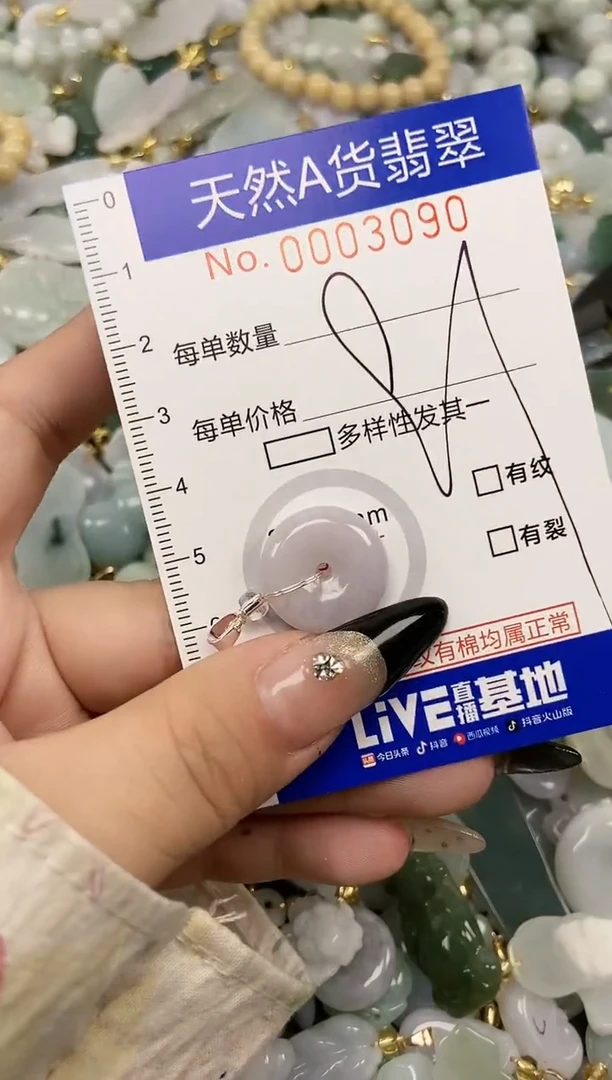 天然A货翡翠
No. 0003090
0
1
2
3
4
5
每单数量
每单价格
多样性发其一
有纹
有裂
m
纹有棉均属正常
LiVE直播基地
今日头条 抖音 西瓜视频 抖音火山版